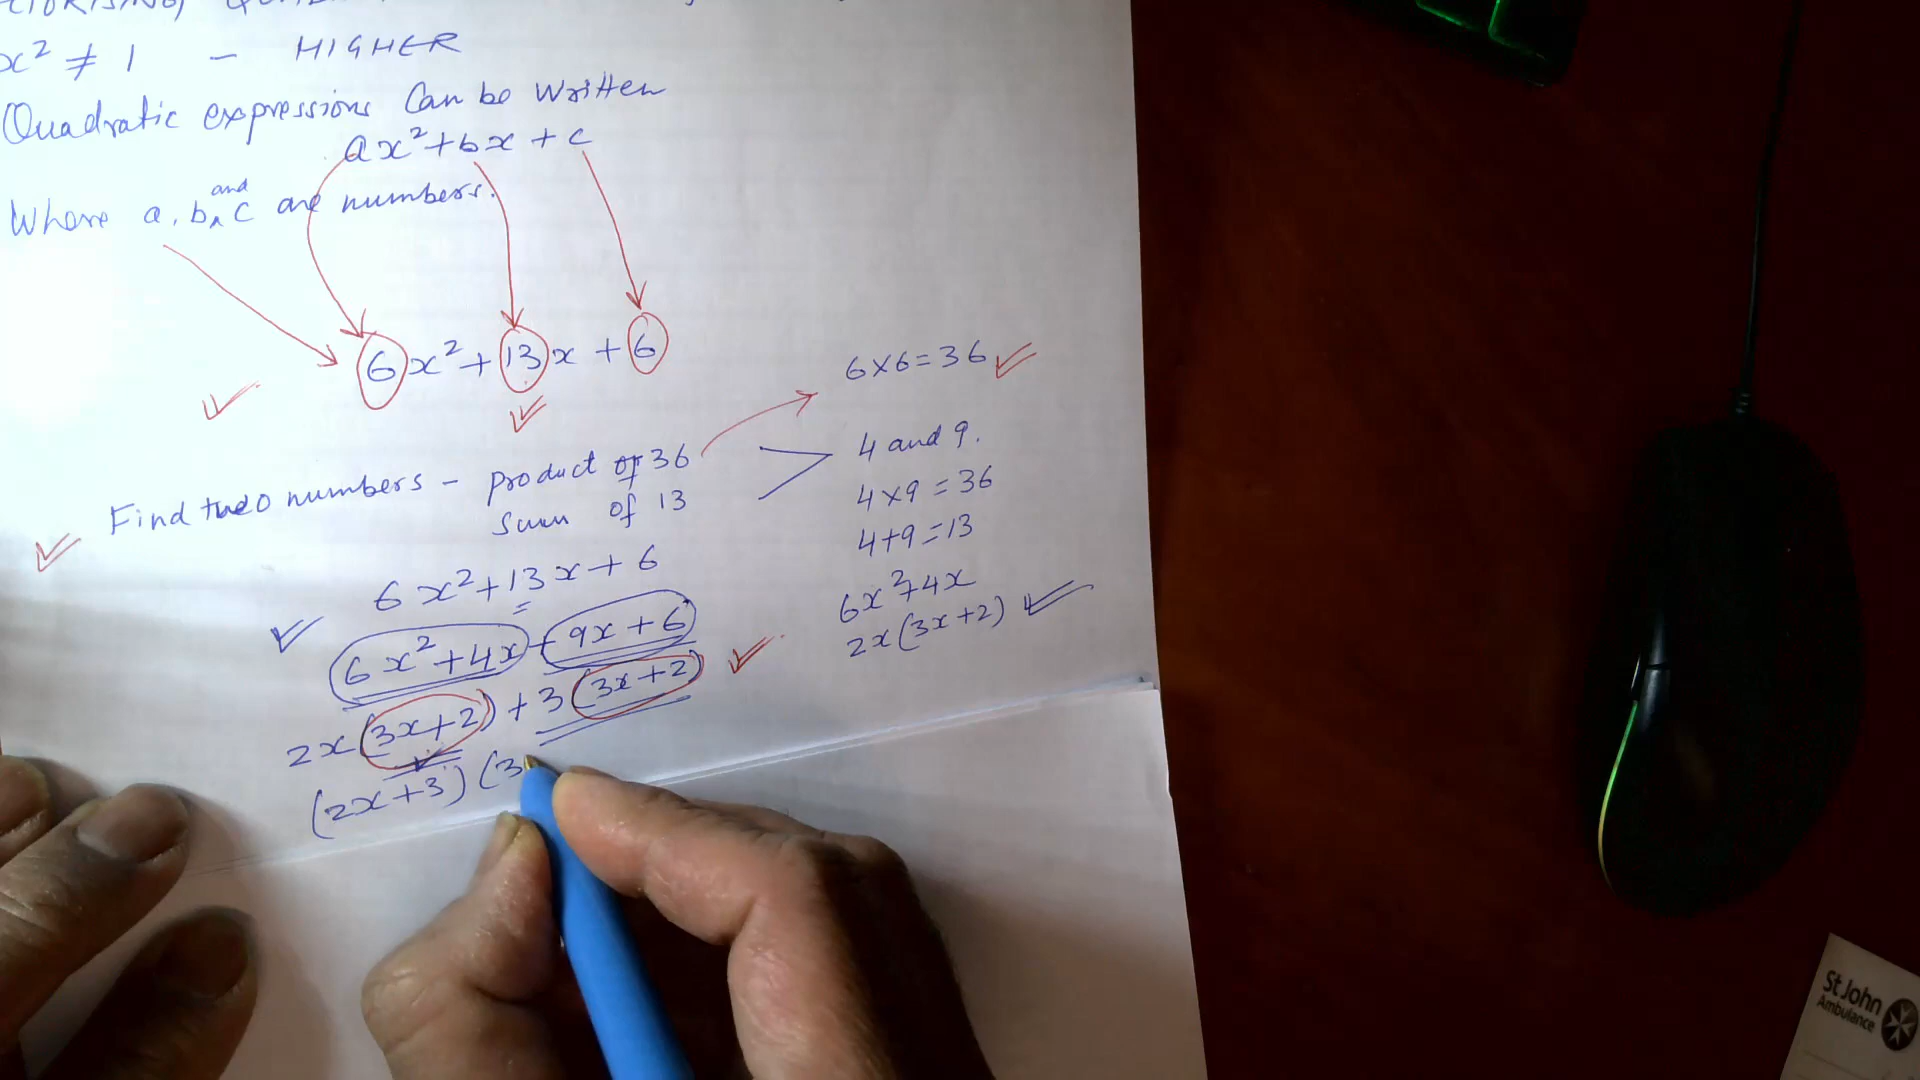 x² ≠ 1 - HIGHER
Quadratic expressions Can be written
ax²+bx+c
and
Where a, b‸ C are numbers.
6x²+13x+6
6×6=36
Find two numbers - product of 36
Sum of 13
4 and 9.
4×9=36
4+9=13
6x²+13x+6
6x²+4x+9x+6
6x²+4x
2x(3x+2)
2x(3x+2)+3(3x+2)
(2x+3)(3
St John
Ambulance